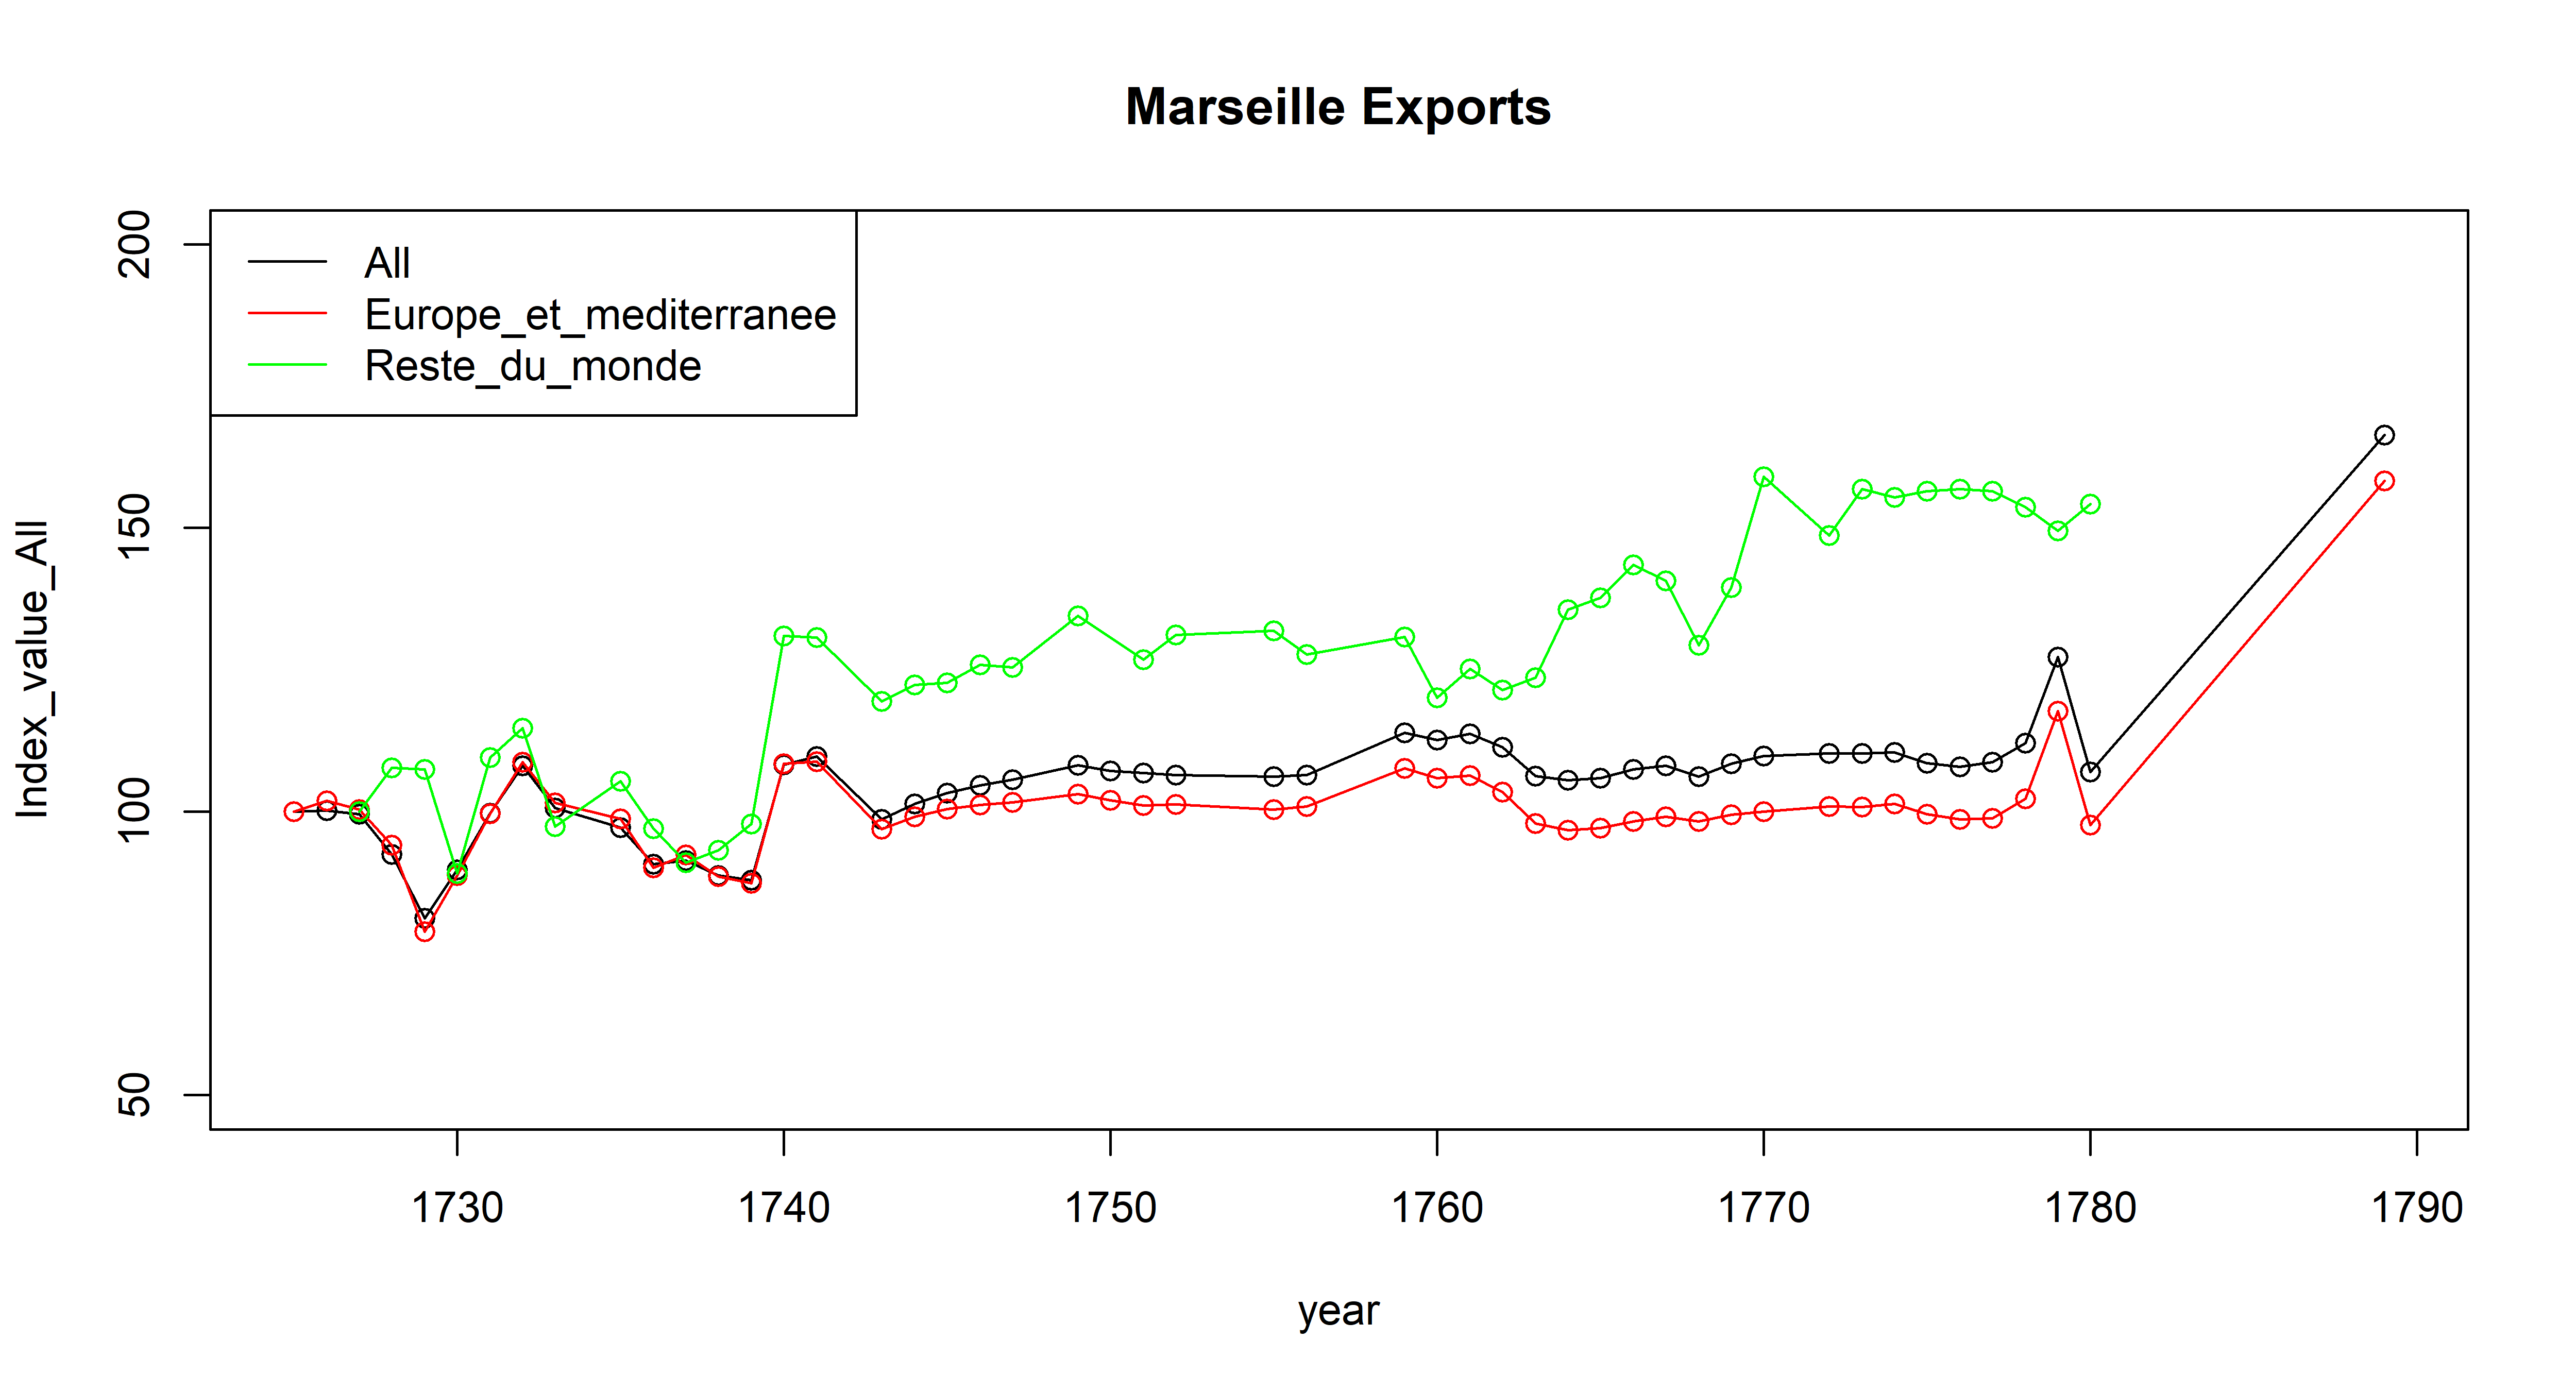 Marseille Exports
All
Europe_et_mediterranee
Reste_du_monde
Index_value_All
200
150
100
50
1730 1740 1750 1760 1770 1780 1790
year